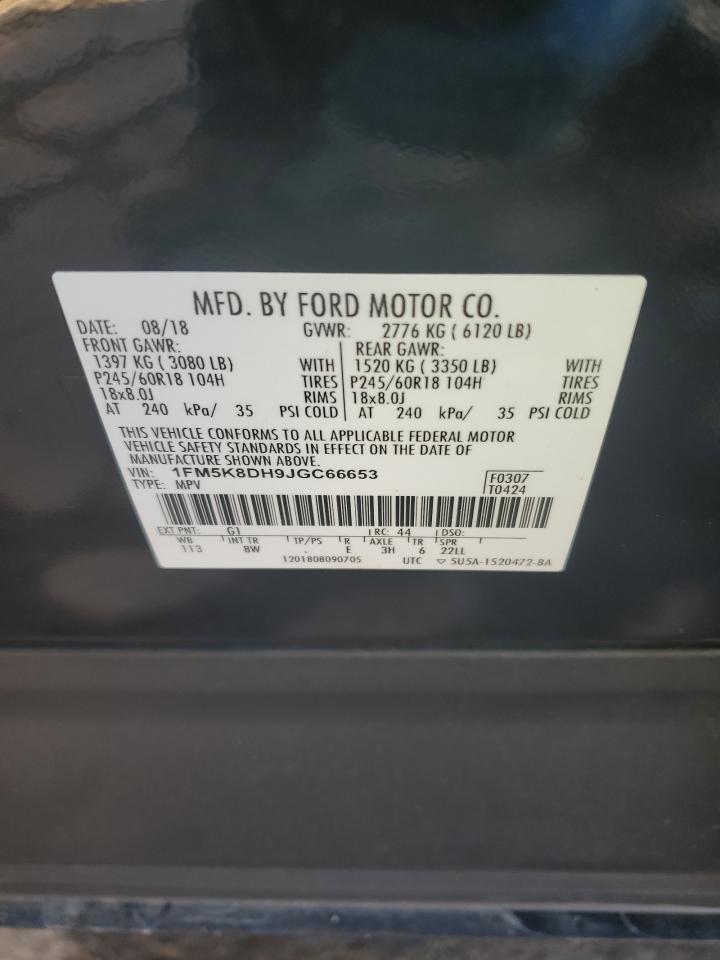 MFD. BY FORD MOTOR CO.
DATE: 08/18 GVWR: 2776 KG ( 6120 LB)
FRONT GAWR: REAR GAWR:
1397 KG ( 3080 LB) WITH 1520 KG ( 3350 LB) WITH
P245/60R18 104H TIRES P245/60R18 104H TIRES
18x8.0J RIMS 18x8.0J RIMS
AT 240 kPa/ 35 PSI COLD AT 240 kPa/ 35 PSI COLD
THIS VEHICLE CONFORMS TO ALL APPLICABLE FEDERAL MOTOR
VEHICLE SAFETY STANDARDS IN EFFECT ON THE DATE OF
MANUFACTURE SHOWN ABOVE.
VIN: 1FM5K8DH9JGC66653 F0307
TYPE: MPV T0424
EXT PNT: G1 RC: 44 DSO:
WB INT TR TP/PS R AXLE TR SPR
113 8W . E 3H 6 22LL
1201808090705 UTC ▽ 5U5A-1520472-BA